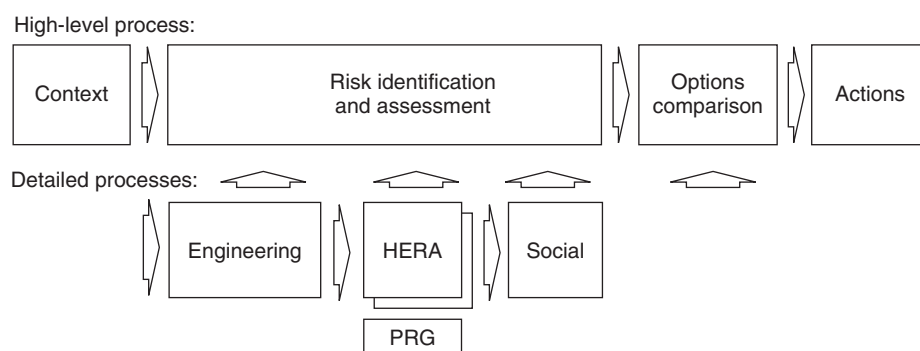 High-level process:
Context
Risk identification
and assessment
Options
comparison
Actions
Detailed processes:
Engineering
HERA
Social
PRG